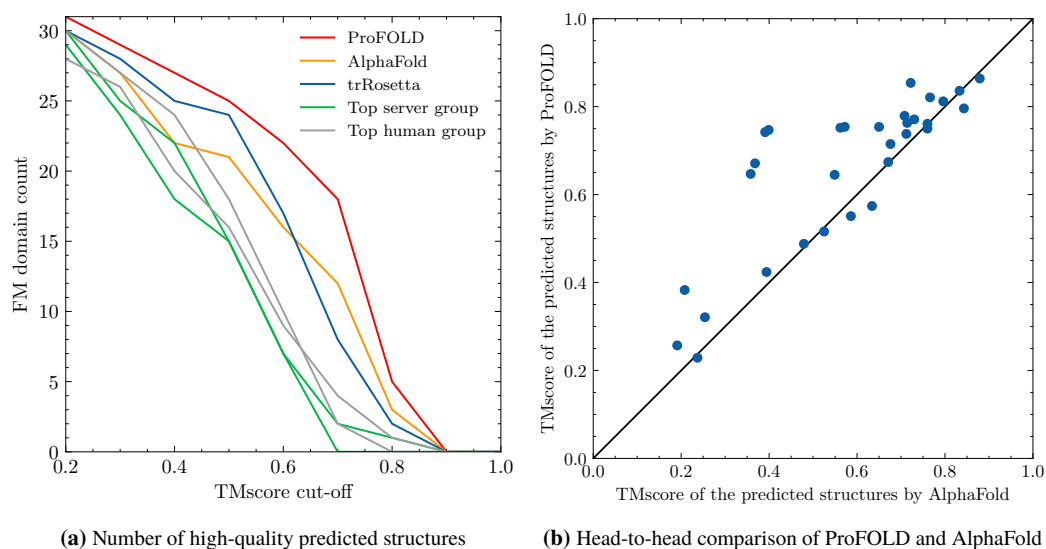 30
25
20
15
10
5
0
FM domain count
ProFOLD
AlphaFold
trRosetta
Top server group
Top human group
0.2 0.4 0.6 0.8 1.0
TMscore cut-off
(a) Number of high-quality predicted structures
1.0
0.8
0.6
0.4
0.2
0.0
TMscore of the predicted structures by ProFOLD
0.0 0.2 0.4 0.6 0.8 1.0
TMscore of the predicted structures by AlphaFold
(b) Head-to-head comparison of ProFOLD and AlphaFold